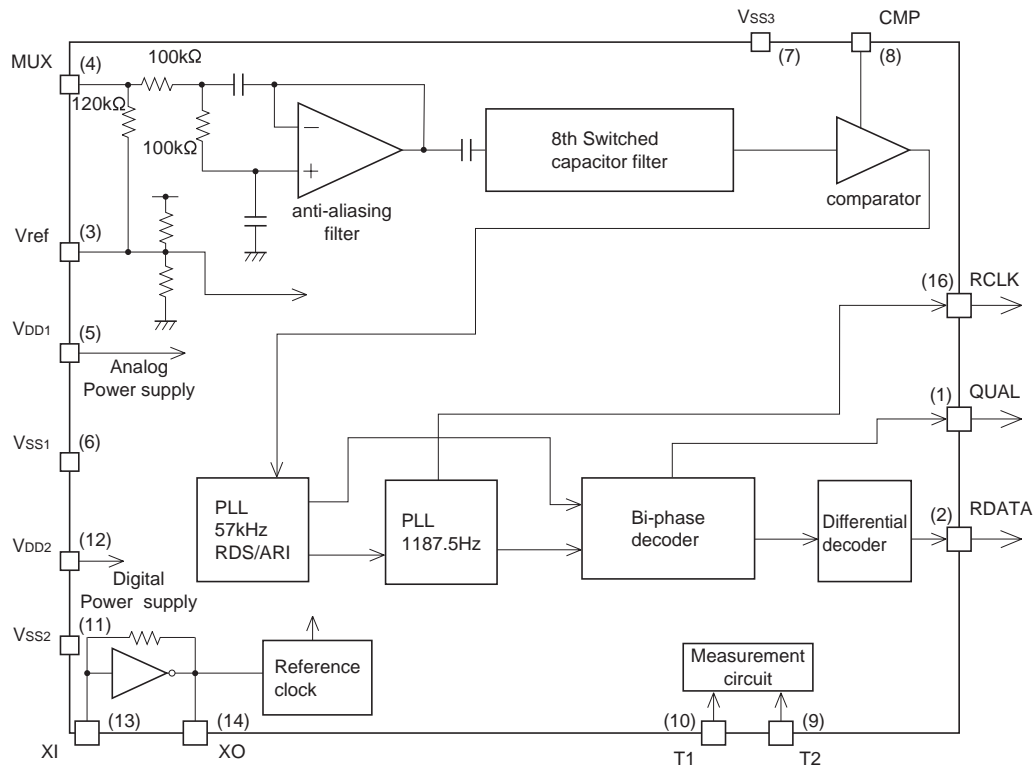 VSS3
CMP
MUX
(4)
100kΩ
(7)
(8)
120kΩ
100kΩ
8th Switched
capacitor filter
−
+
anti-aliasing
filter
comparator
Vref
(3)
(16)
RCLK
VDD1
(5)
Analog
Power supply
(1)
QUAL
VSS1
(6)
PLL
57kHz
RDS/ARI
PLL
1187.5Hz
Bi-phase
decoder
Differential
decoder
(2)
RDATA
VDD2
(12)
Digital
Power supply
VSS2
(11)
Reference
clock
Measurement
circuit
(13)
(14)
(10)
(9)
XI
XO
T1
T2